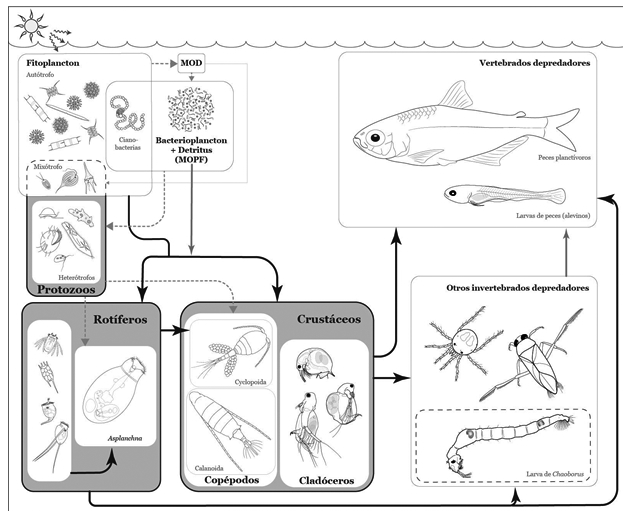 Fitoplancton
Autótrofo
MOD
Ciano-
bacterias
Bacterioplancton
+ Detritus
(MOPF)
Mixótrofo
Heterótrofos
Protozoos
Vertebrados depredadores
Peces planctívoros
Larvas de peces (alevinos)
Rotíferos
Asplanchna
Crustáceos
Cyclopoida
Calanoida
Copépodos
Cladóceros
Otros invertebrados depredadores
Larva de Chaoborus